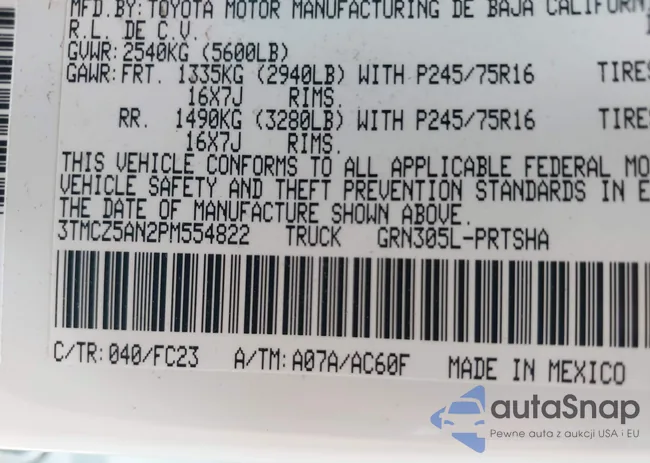 MFD.BY:TOYOTA MOTOR MANUFACTURING DE BAJA CALIFORN
R.L. DE C.V.
GVWR:2540KG (5600LB)
GAWR:FRT. 1335KG (2940LB) WITH P245/75R16 TIRES
16X7J RIMS.
RR. 1490KG (3280LB) WITH P245/75R16 TIRES
16X7J RIMS.
THIS VEHICLE CONFORMS TO ALL APPLICABLE FEDERAL MO
VEHICLE SAFETY AND THEFT PREVENTION STANDARDS IN E
THE DATE OF MANUFACTURE SHOWN ABOVE.
3TMCZ5AN2PM554822 TRUCK GRN305L-PRTSHA
C/TR:040/FC23 A/TM:A07A/AC60F MADE IN MEXICO
autoSnap
Pewne auta z aukcji USA i EU